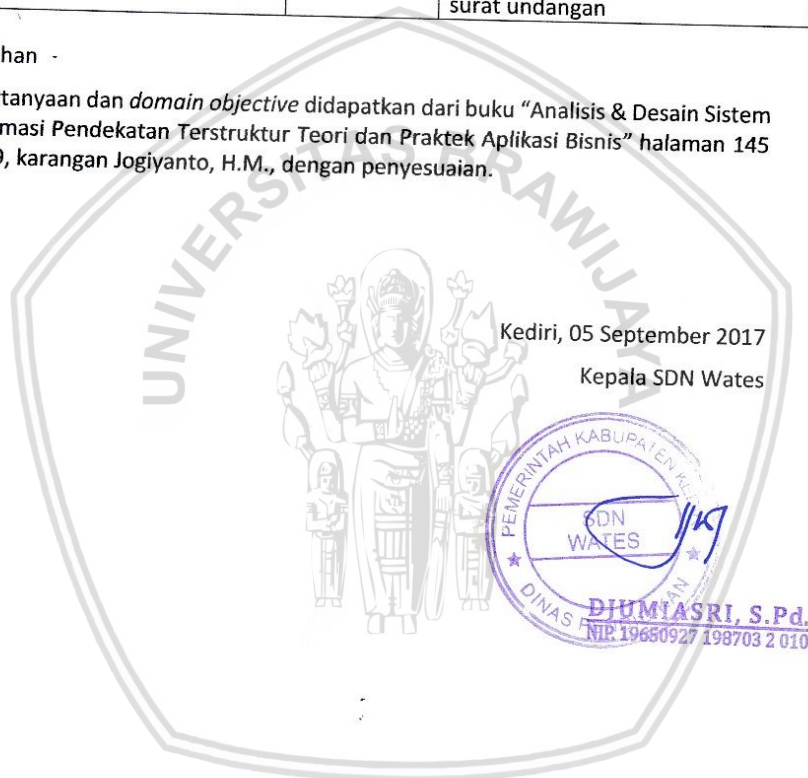 surat undangan
han -
tanyaan dan domain objective didapatkan dari buku “Analisis & Desain Sistem
masi Pendekatan Terstruktur Teori dan Praktek Aplikasi Bisnis” halaman 145
9, karangan Jogiyanto, H.M., dengan penyesuaian.
UNIVERSITAS BRAWIJAYA
Kediri, 05 September 2017
Kepala SDN Wates
PEMERINTAH KABUPATEN
SDN
WATES
DINAS
DJUMIASRI, S.Pd.
NIP. 19650927 198703 2 010